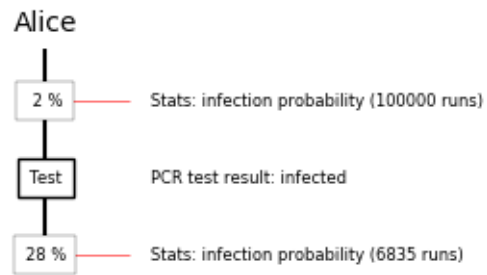 Alice
2 % Stats: infection probability (100000 runs)
Test PCR test result: infected
28 % Stats: infection probability (6835 runs)